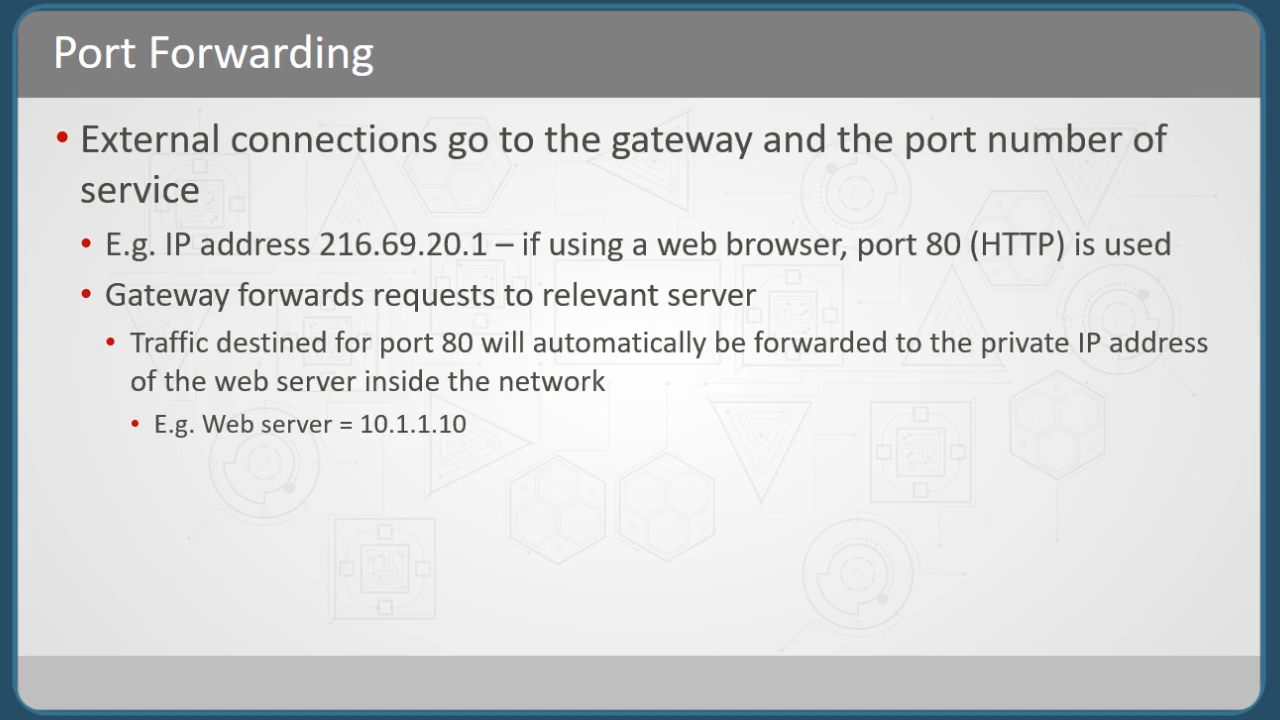 Port Forwarding
• External connections go to the gateway and the port number of
service
• E.g. IP address 216.69.20.1 – if using a web browser, port 80 (HTTP) is used
• Gateway forwards requests to relevant server
• Traffic destined for port 80 will automatically be forwarded to the private IP address
of the web server inside the network
• E.g. Web server = 10.1.1.10